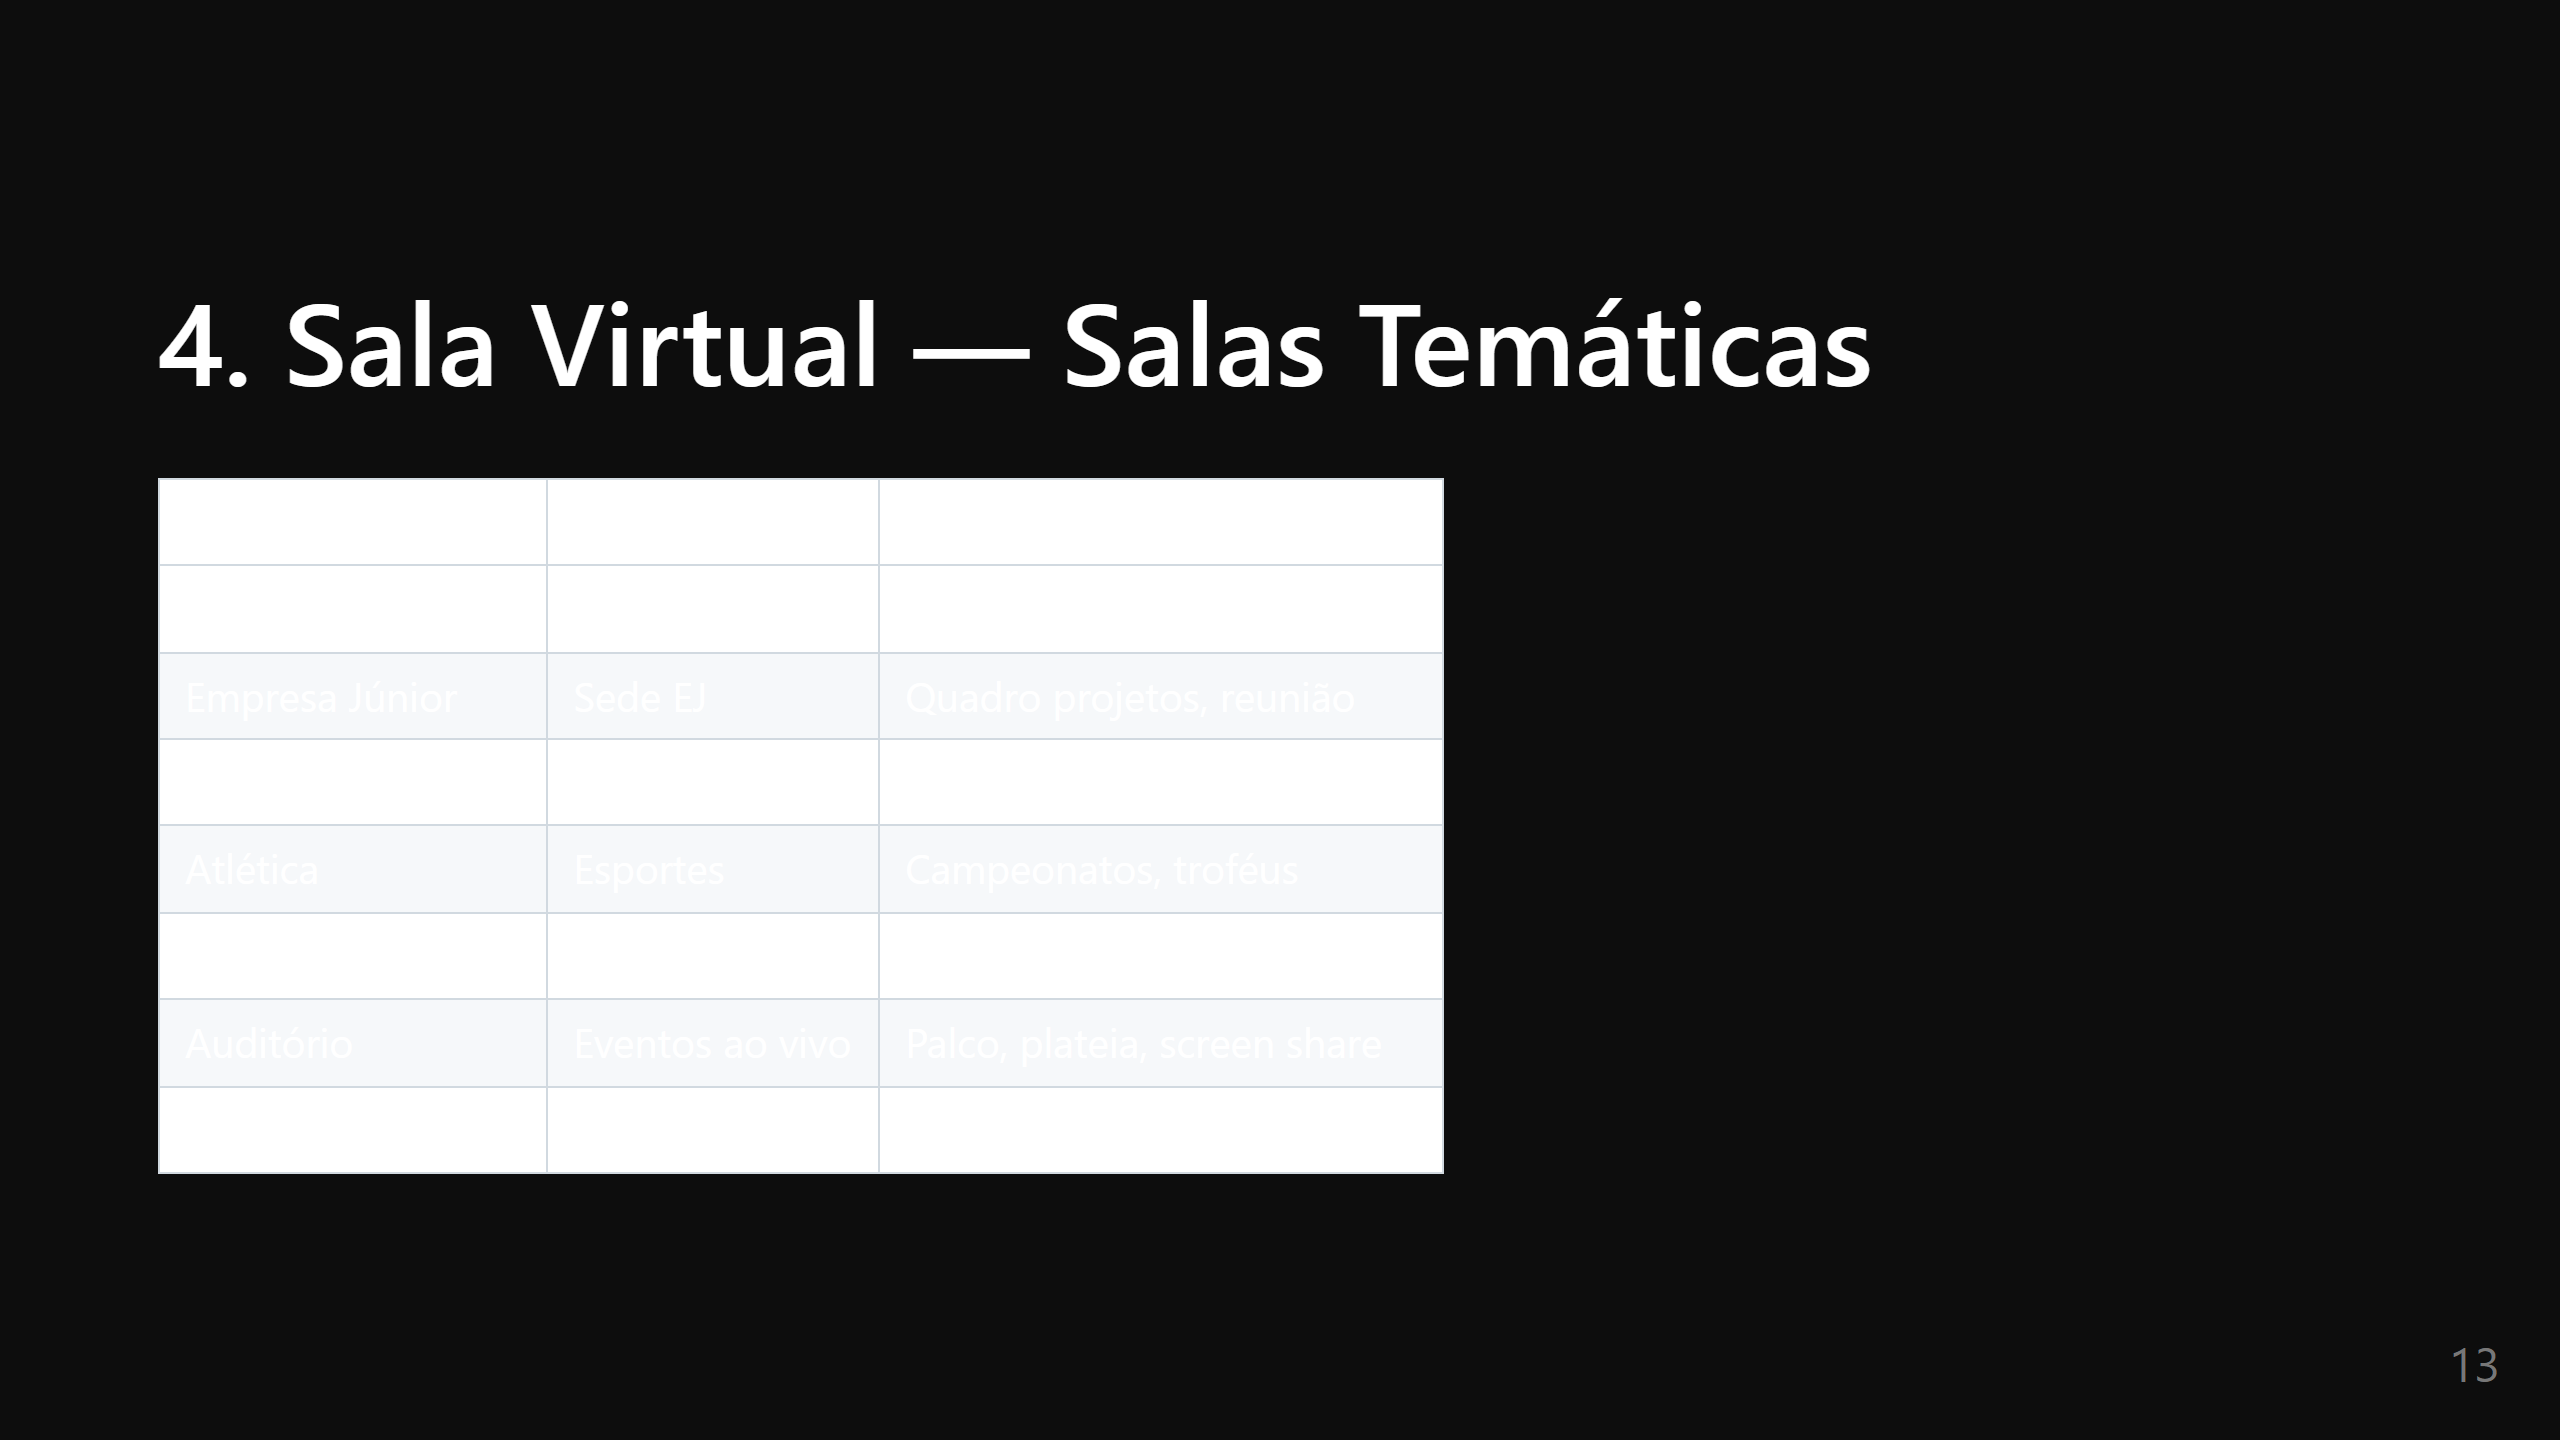 4. Sala Virtual — Salas Temáticas
Empresa Júnior Sede EJ Quadro projetos, reunião
Atlética Esportes Campeonatos, troféus
Auditório Eventos ao vivo Palco, plateia, screen share
13